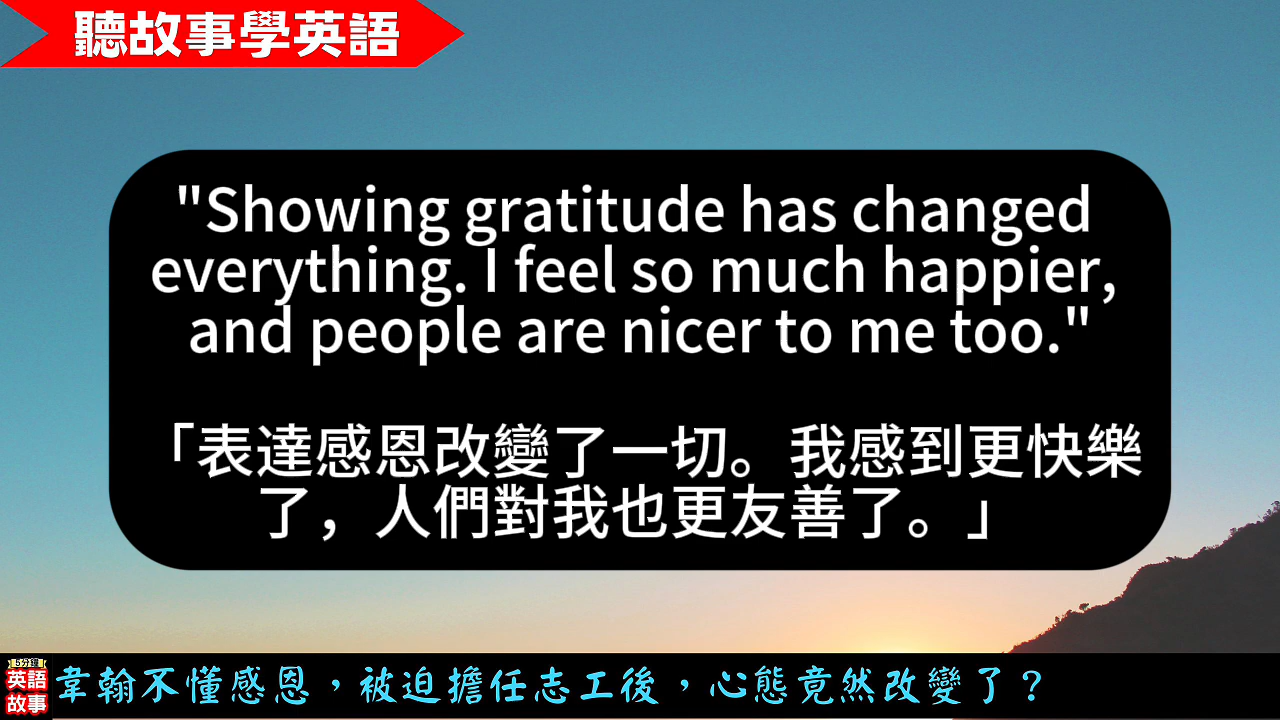 聽故事學英語
"Showing gratitude has changed
everything. I feel so much happier,
and people are nicer to me too."
「表達感恩改變了一切。我感到更快樂
了，人們對我也更友善了。」
5分鐘
英語
故事
韋翰不懂感恩，被迫擔任志工後，心態竟然改變了？